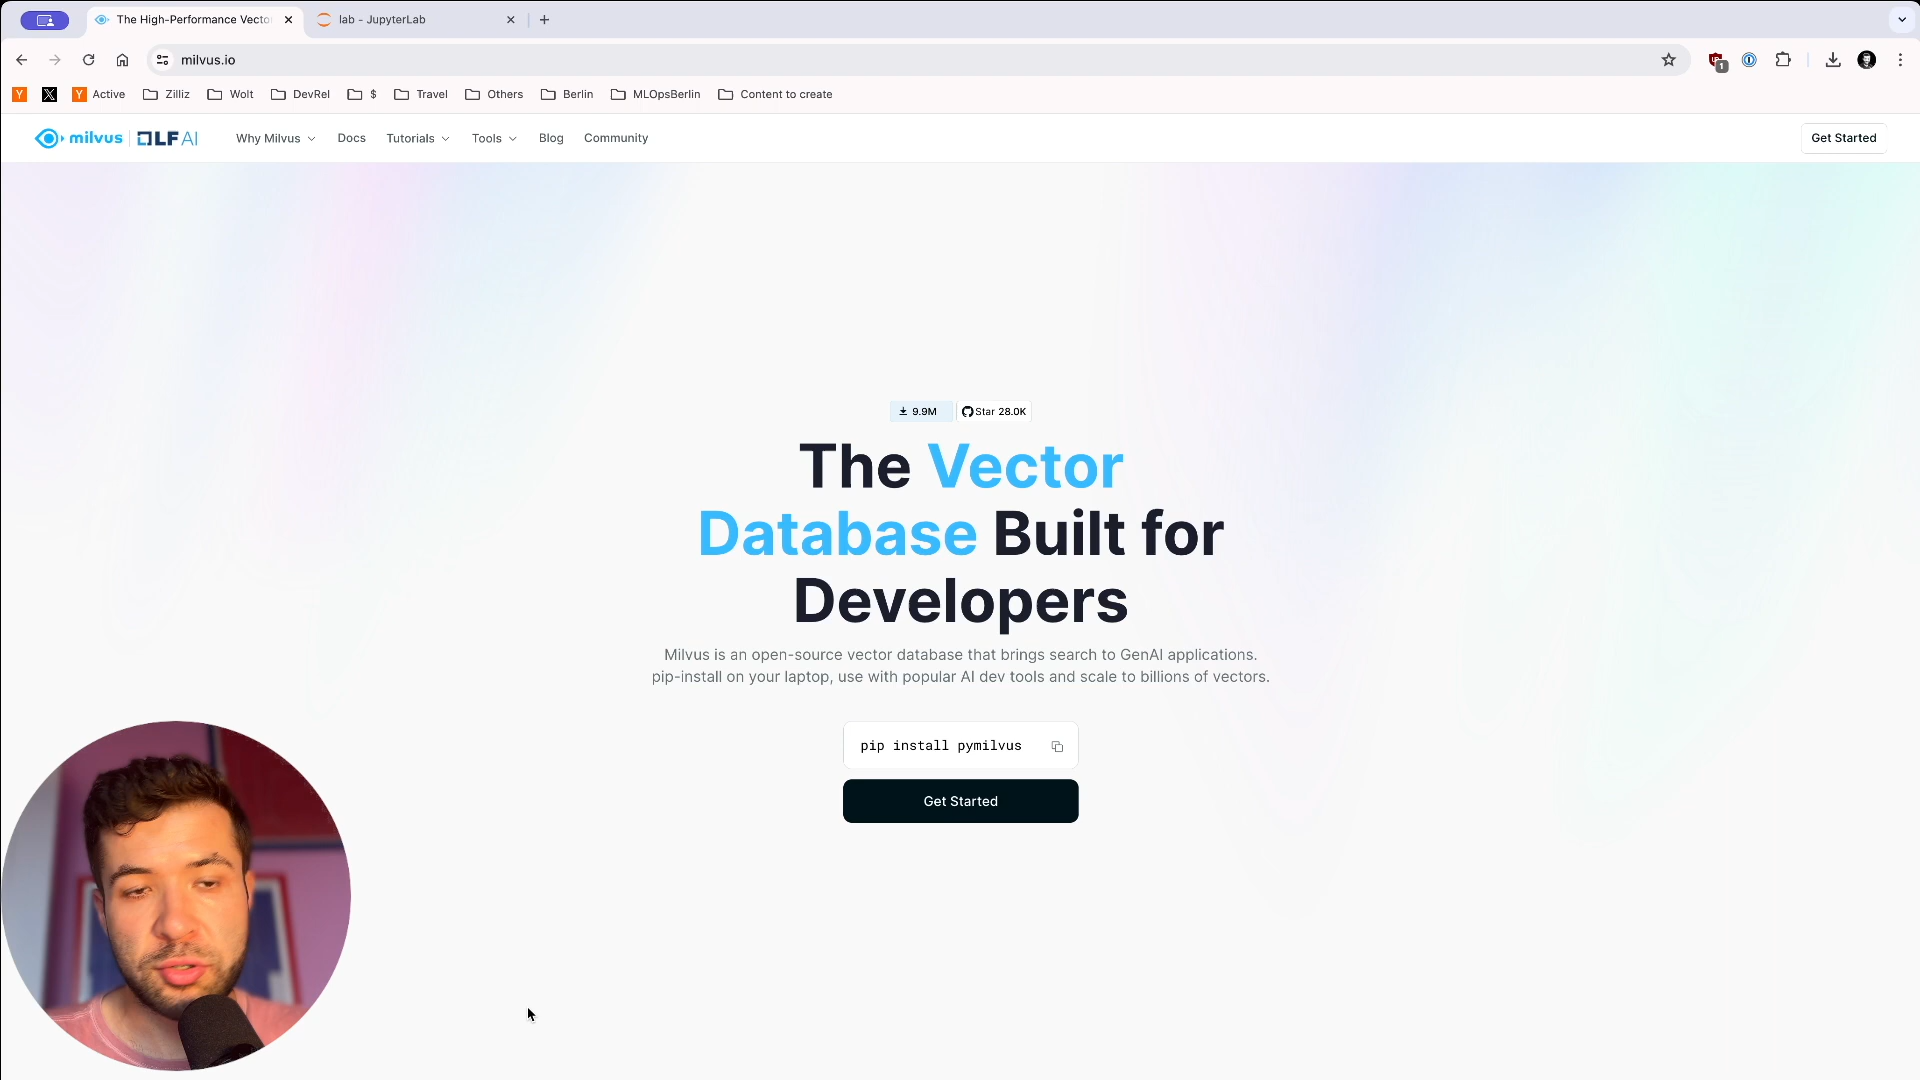 The High-Performance Vecto
lab - JupyterLab
milvus.io
1
Y
X
Y Active
Zilliz
Wolt
DevRel
$
Travel
Others
Berlin
MLOpsBerlin
Content to create
milvus
LF AI
Why Milvus
Docs
Tutorials
Tools
Blog
Community
Get Started
9.9M
Star 28.0K
The Vector
Database Built for
Developers
Milvus is an open-source vector database that brings search to GenAI applications.
pip-install on your laptop, use with popular AI dev tools and scale to billions of vectors.
pip install pymilvus
Get Started